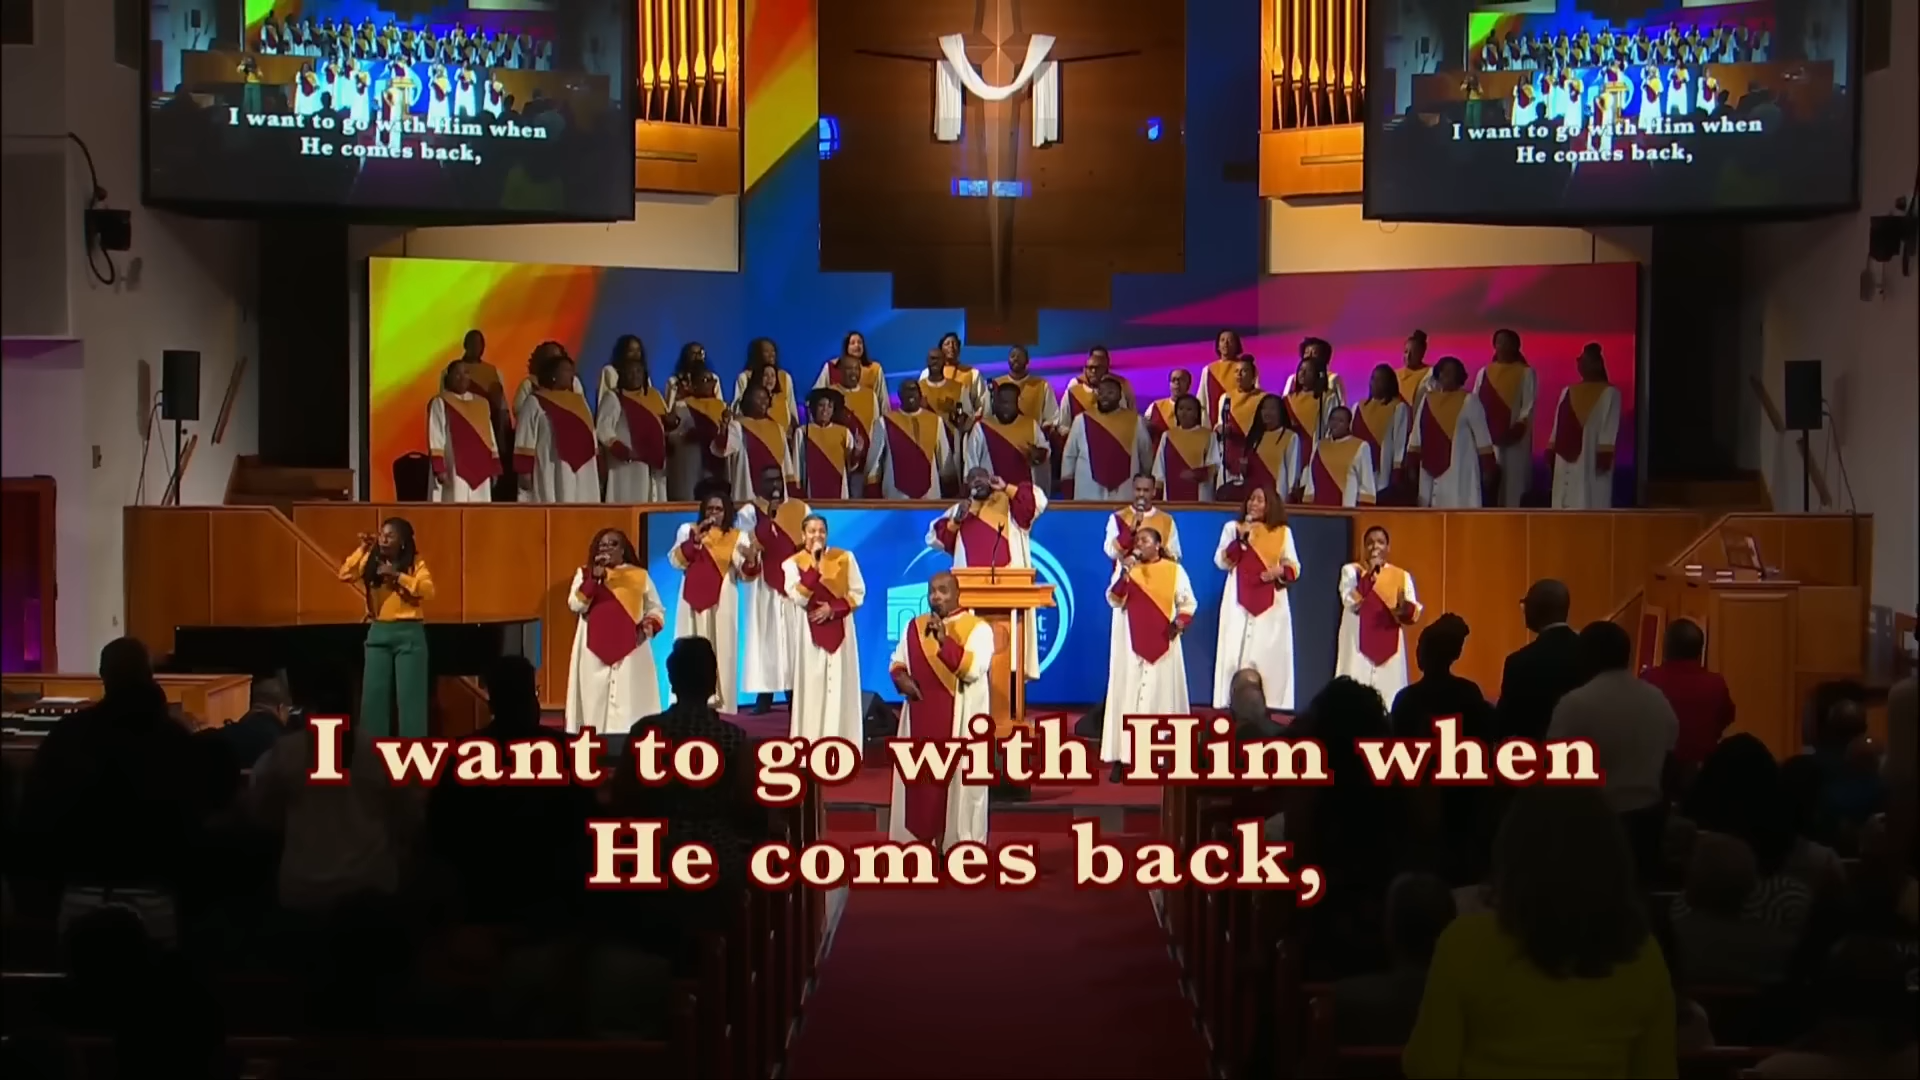 I want to go with Him when
He comes back,
I want to go with Him when
He comes back,
I want to go with Him when
He comes back,